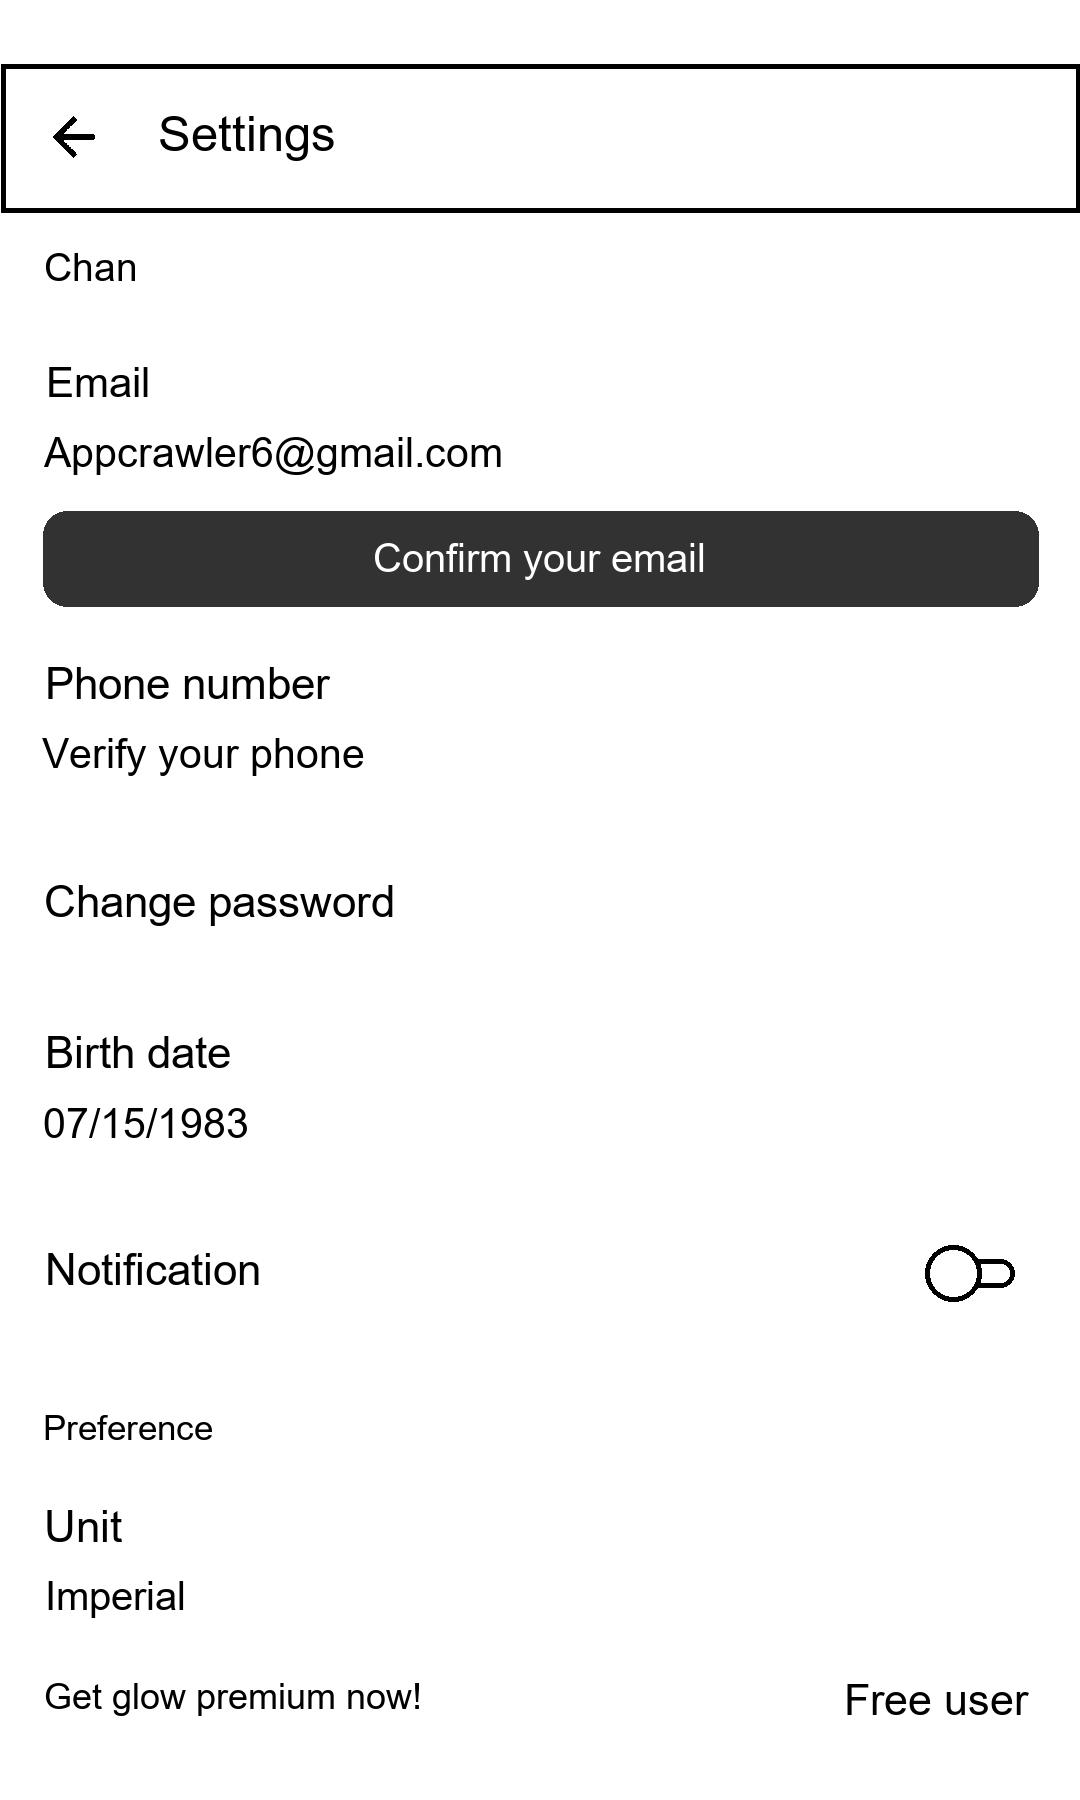 Settings
Chan
Email
Appcrawler6@gmail.com
Confirm your email
Phone number
Verify your phone
Change password
Birth date
07/15/1983
Notification
Preference
Unit
Imperial
Get glow premium now! Free user